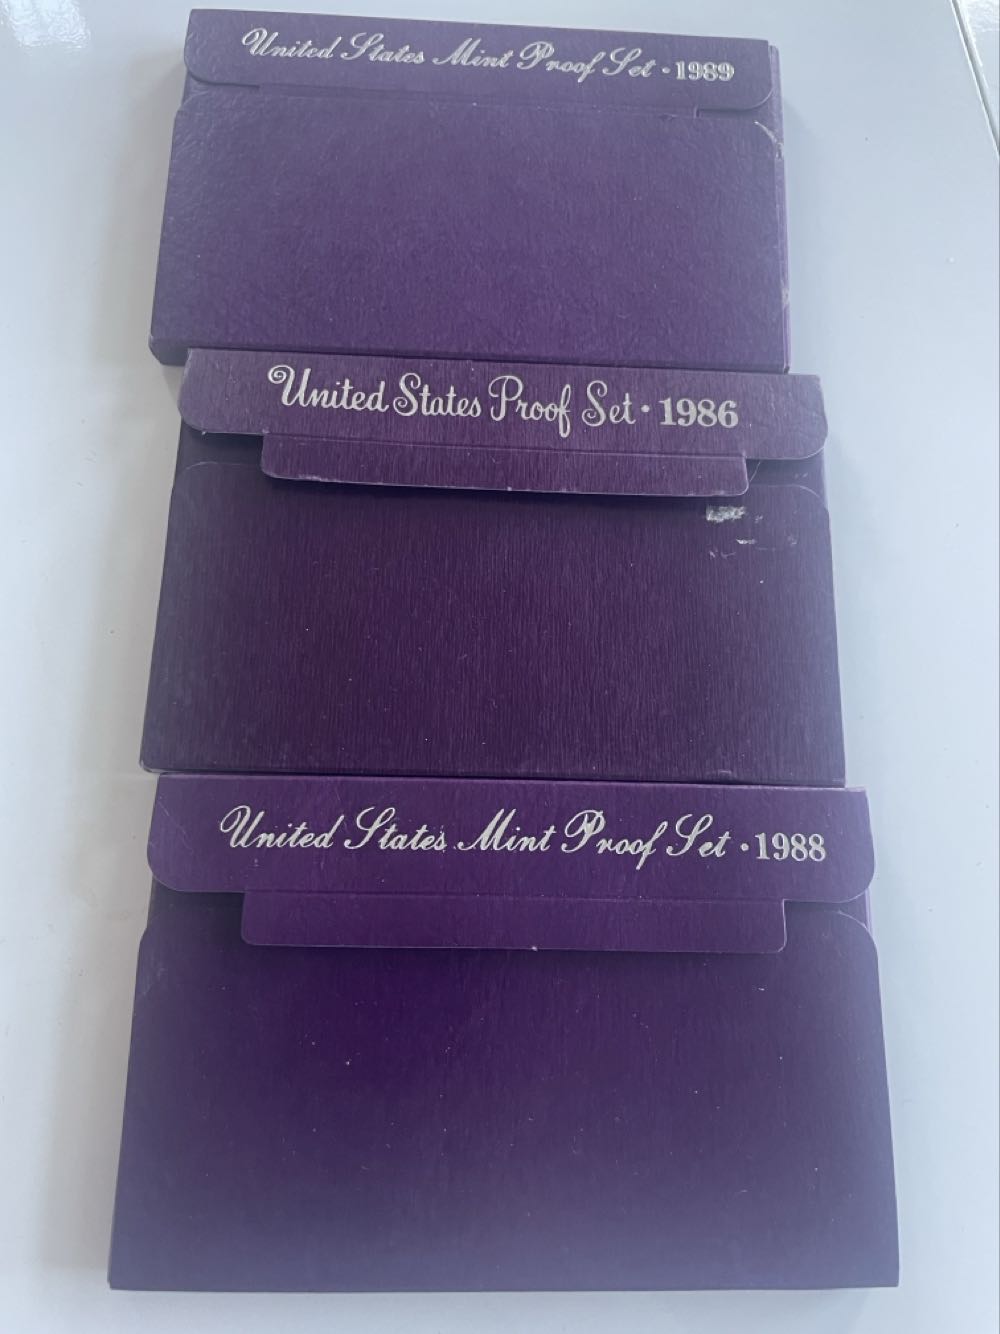 United States Mint Proof Set • 1989
United States Proof Set • 1986
United States Mint Proof Set • 1988